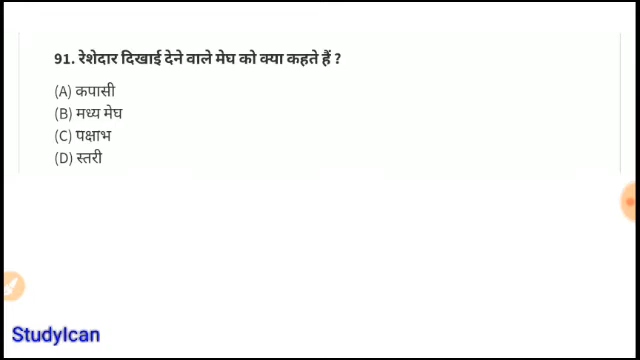 91. रेशेदार दिखाई देने वाले मेघ को क्या कहते हैं ?
(A) कपासी
(B) मध्य मेघ
(C) पक्षाभ
(D) स्तरी
StudyIcan